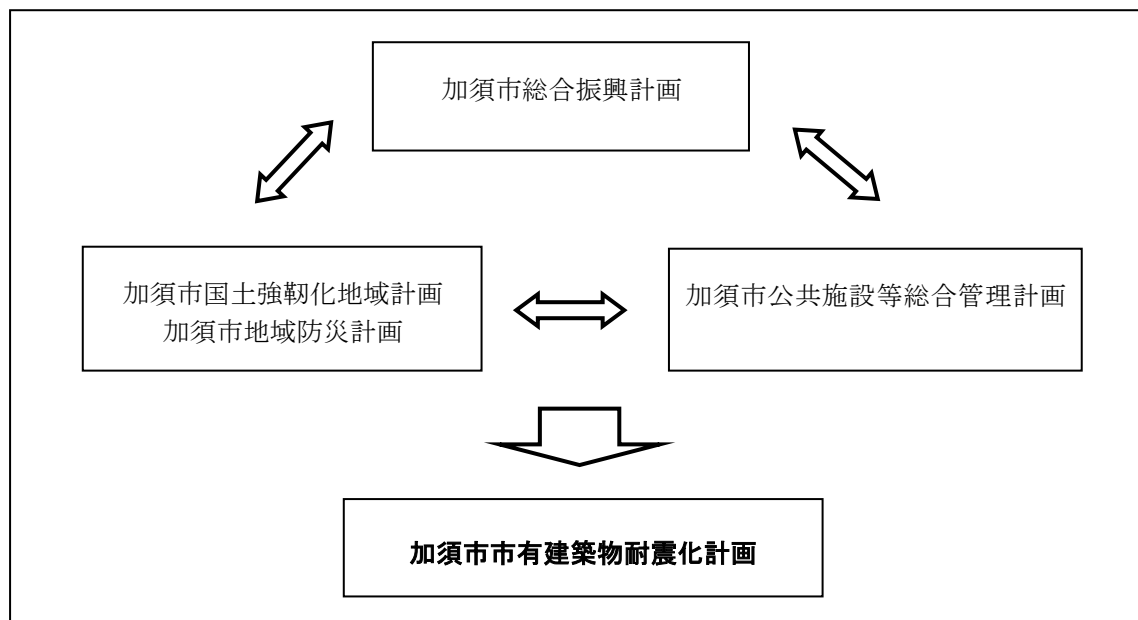 加須市総合振興計画
加須市国土強靭化地域計画
加須市地域防災計画
加須市公共施設等総合管理計画
加須市市有建築物耐震化計画